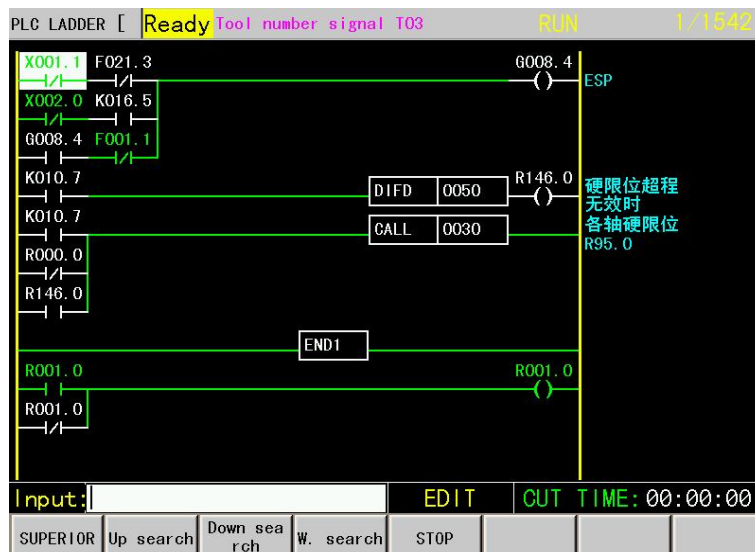 PLC LADDER [ Ready Tool number signal TO3 RUN 1/1542
X001.1 F021.3 G008.4
ESP
X002.0 K016.5
G008.4 F001.1
K010.7 DIFD 0050 R146.0 硬限位超程
无效时
K010.7 CALL 0030 各轴硬限位
R95.0
R000.0
R146.0
END1
R001.0 R001.0
R001.0
Input: EDIT CUT TIME: 00:00:00
SUPERIOR Up search Down sea W. search STOP
rch